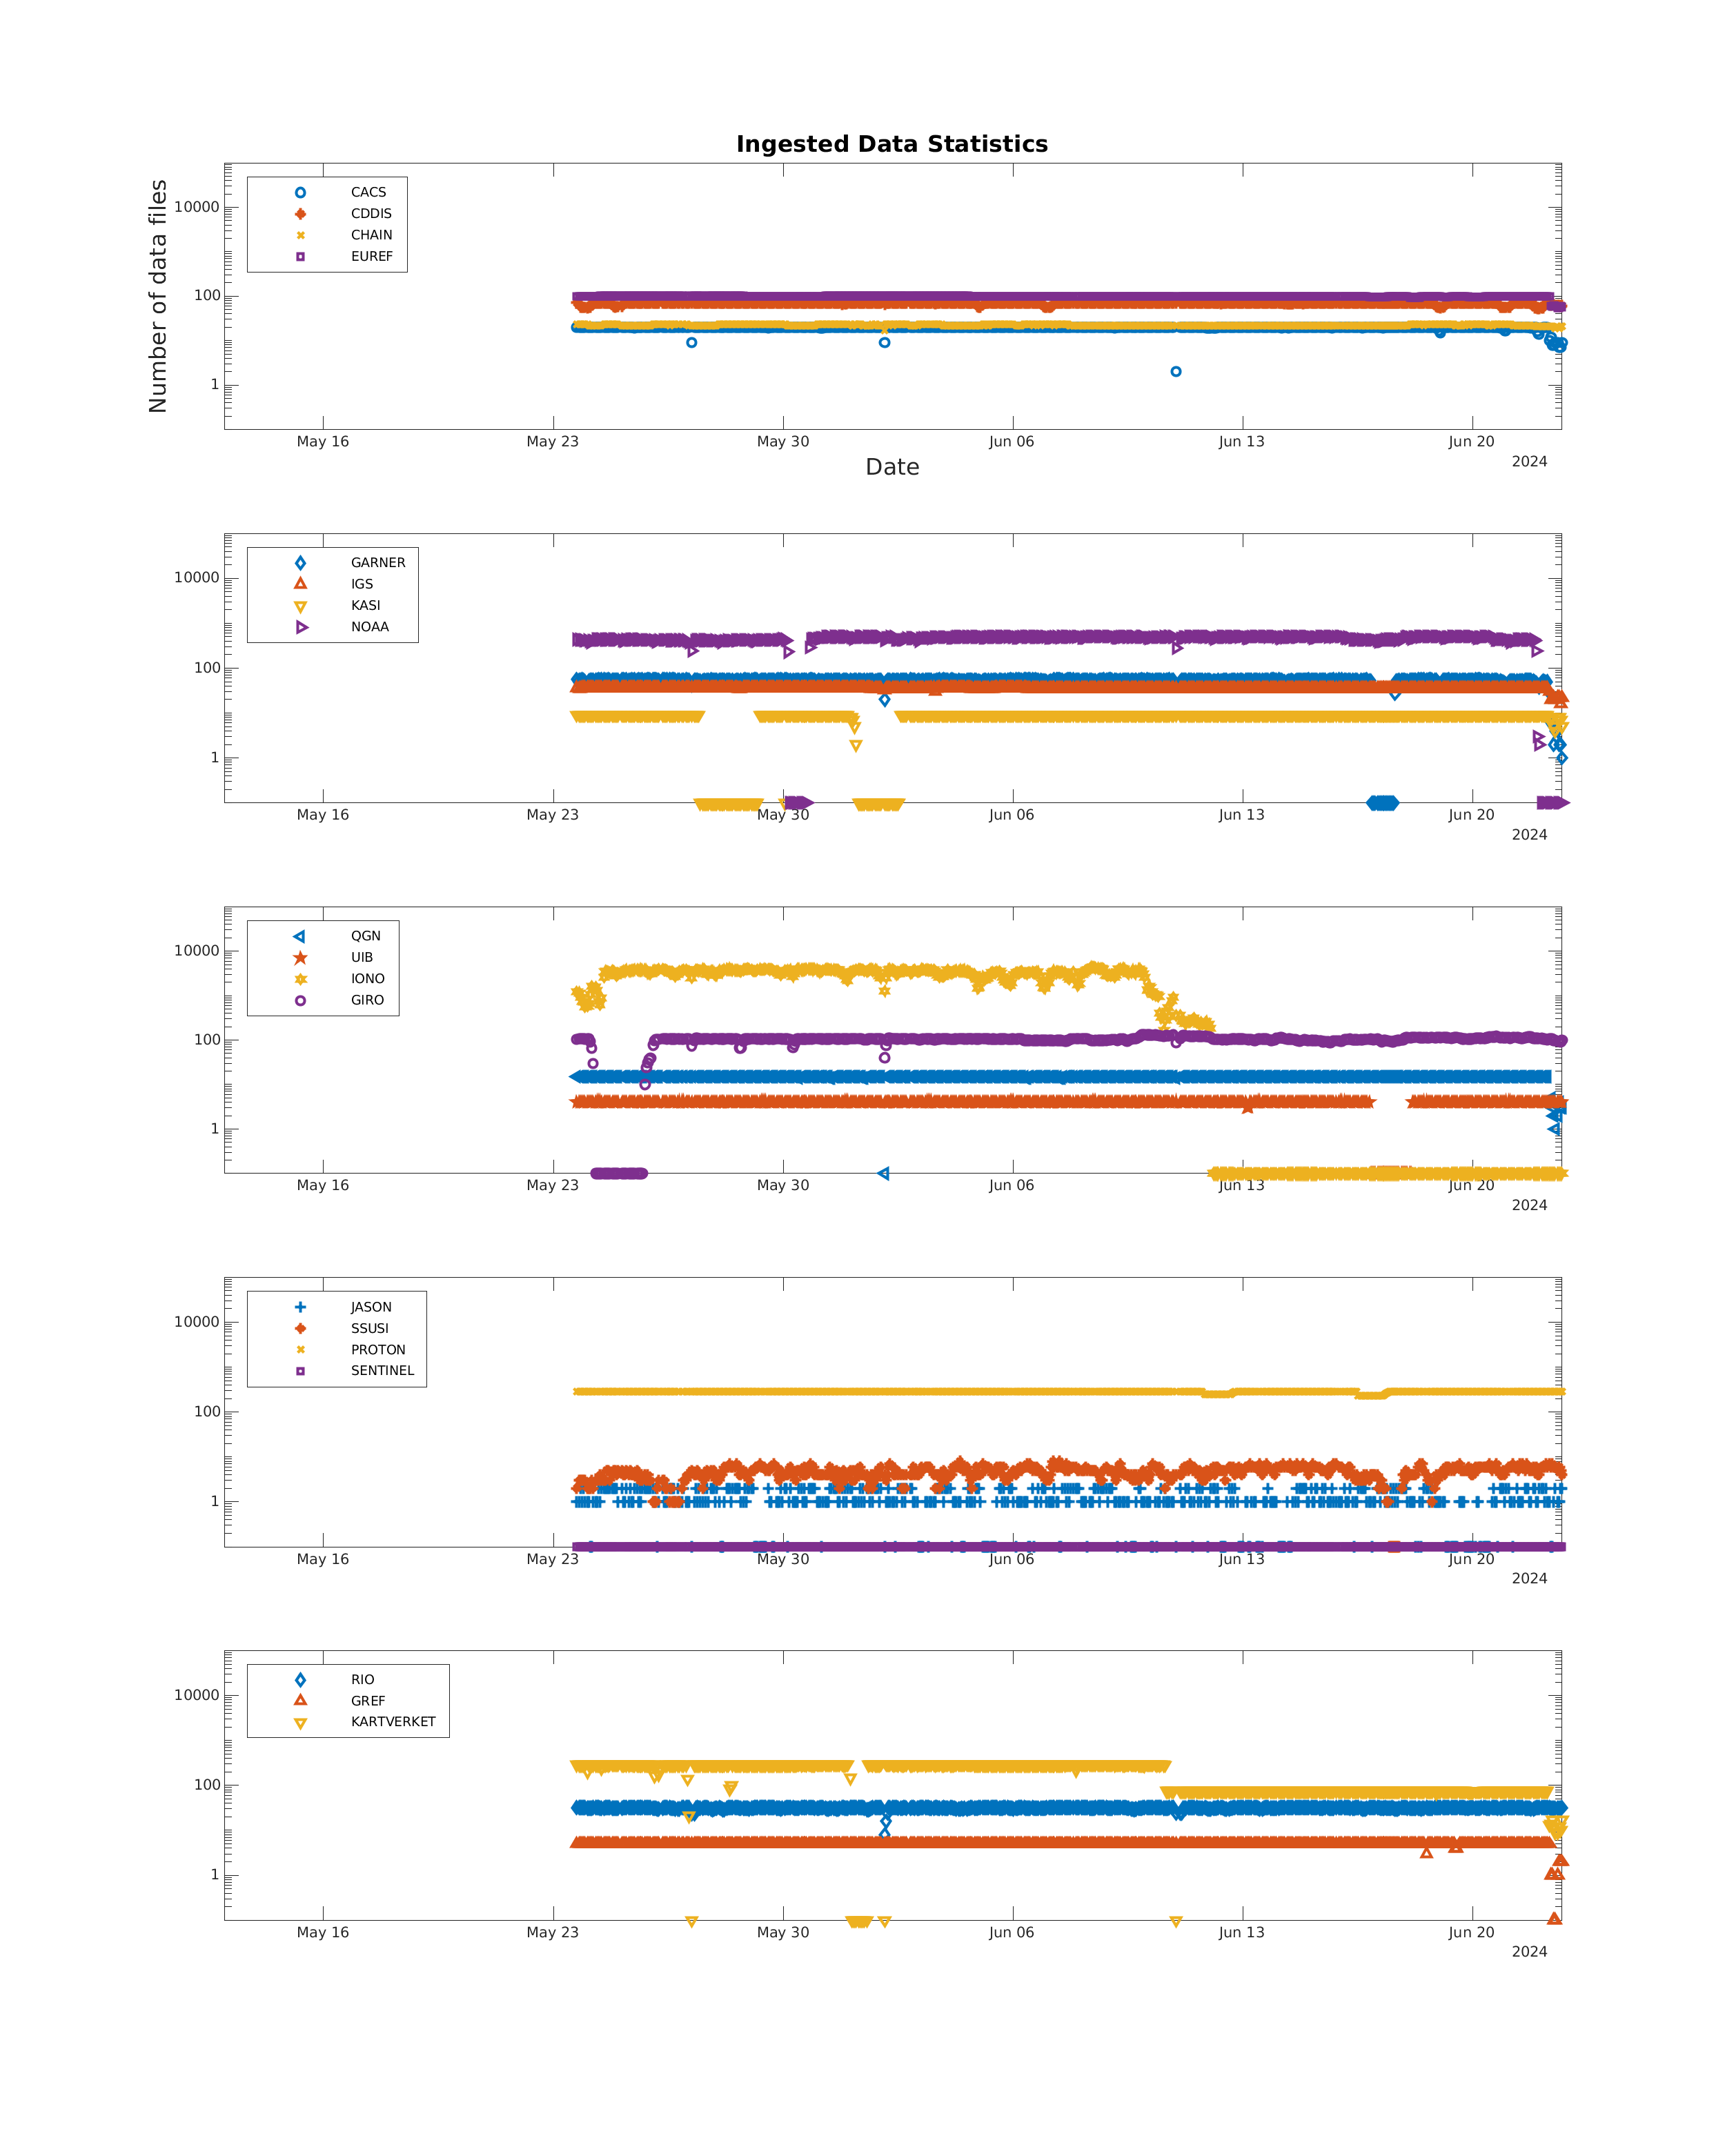 Ingested Data Statistics
Number of data files
CACS
CDDIS
CHAIN
EUREF
10000
100
1
May 16 May 23 May 30 Jun 06 Jun 13 Jun 20
2024
Date
GARNER
IGS
KASI
NOAA
10000
100
1
May 16 May 23 May 30 Jun 06 Jun 13 Jun 20
2024
QGN
UIB
IONO
GIRO
10000
100
1
May 16 May 23 May 30 Jun 06 Jun 13 Jun 20
2024
JASON
SSUSI
PROTON
SENTINEL
10000
100
1
May 16 May 23 May 30 Jun 06 Jun 13 Jun 20
2024
RIO
GREF
KARTVERKET
10000
100
1
May 16 May 23 May 30 Jun 06 Jun 13 Jun 20
2024